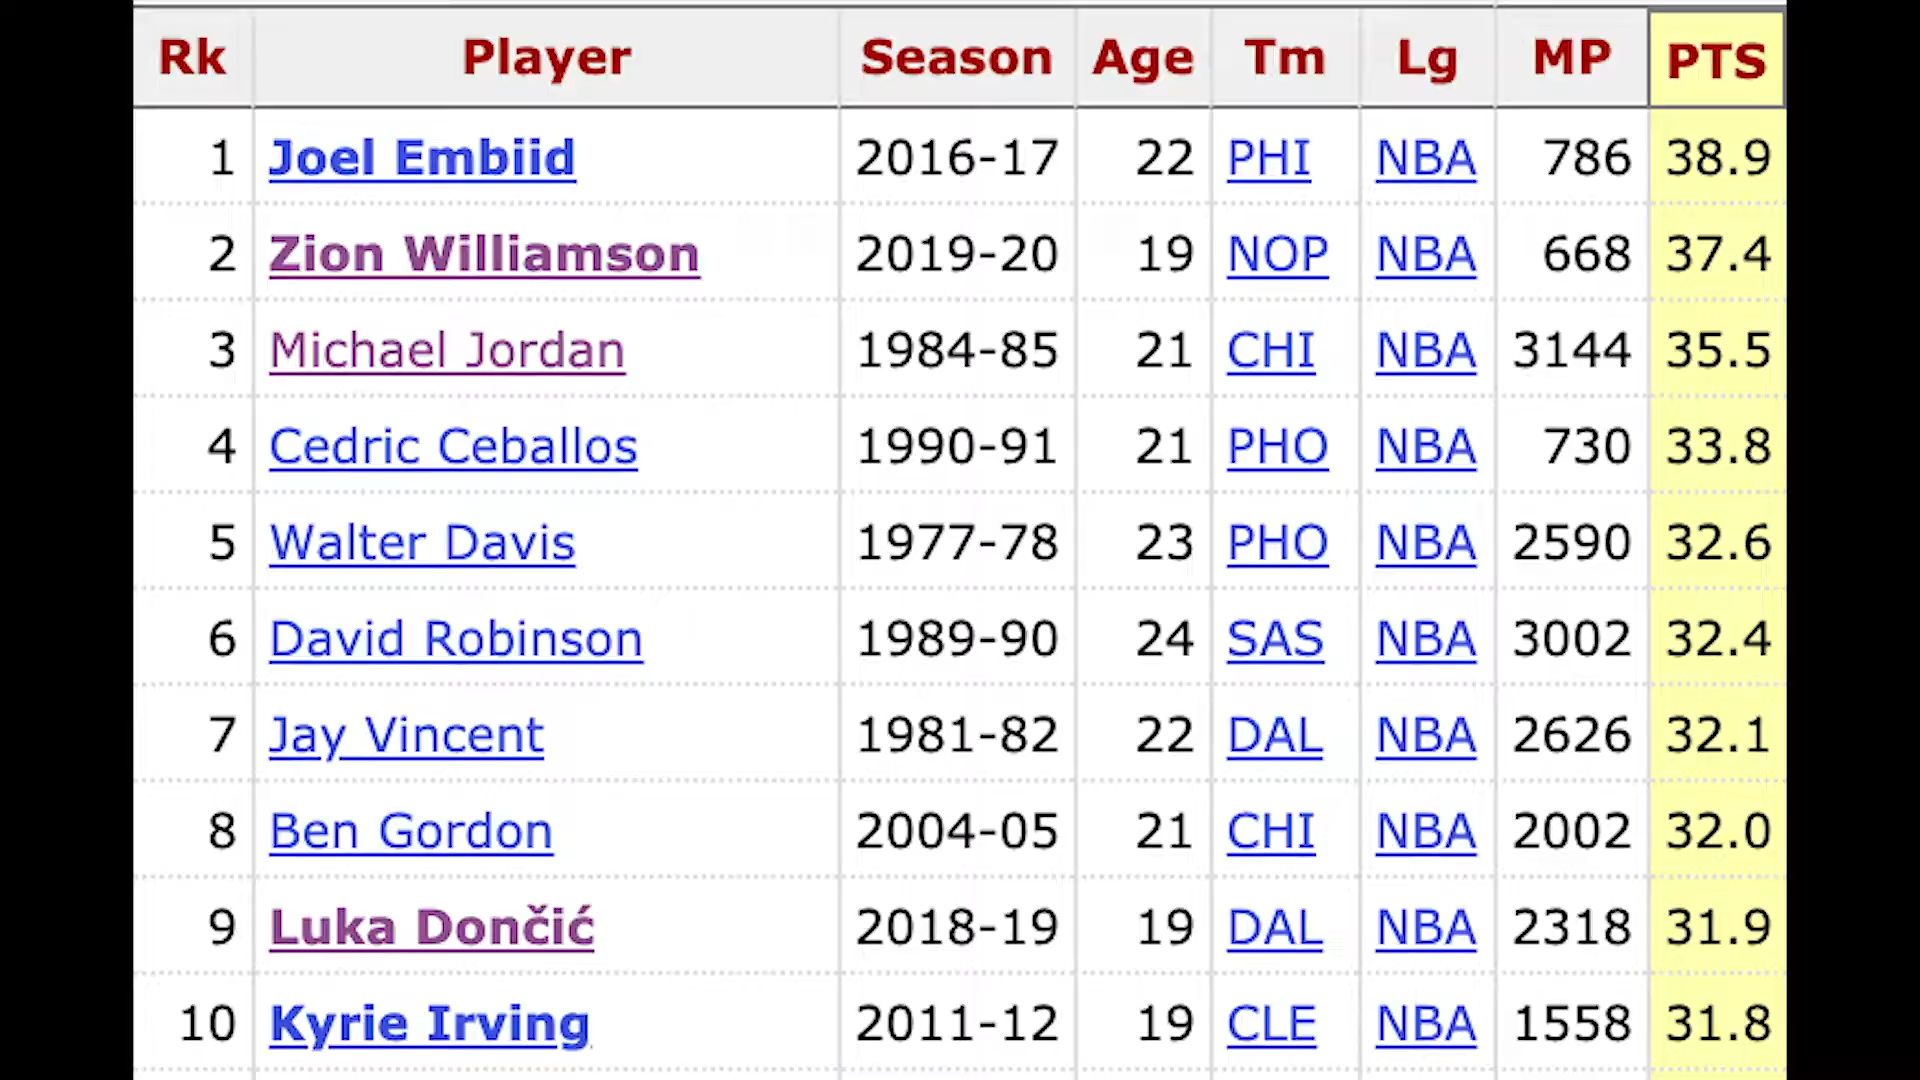 Rk Player Season Age Tm Lg MP PTS
1 Joel Embiid 2016-17 22 PHI NBA 786 38.9
2 Zion Williamson 2019-20 19 NOP NBA 668 37.4
3 Michael Jordan 1984-85 21 CHI NBA 3144 35.5
4 Cedric Ceballos 1990-91 21 PHO NBA 730 33.8
5 Walter Davis 1977-78 23 PHO NBA 2590 32.6
6 David Robinson 1989-90 24 SAS NBA 3002 32.4
7 Jay Vincent 1981-82 22 DAL NBA 2626 32.1
8 Ben Gordon 2004-05 21 CHI NBA 2002 32.0
9 Luka Dončić 2018-19 19 DAL NBA 2318 31.9
10 Kyrie Irving 2011-12 19 CLE NBA 1558 31.8